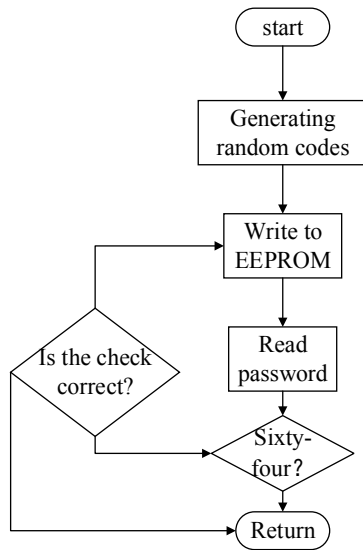 start
Generating
random codes
Write to
EEPROM
Is the check
correct?
Read
password
Sixty-
four?
Return